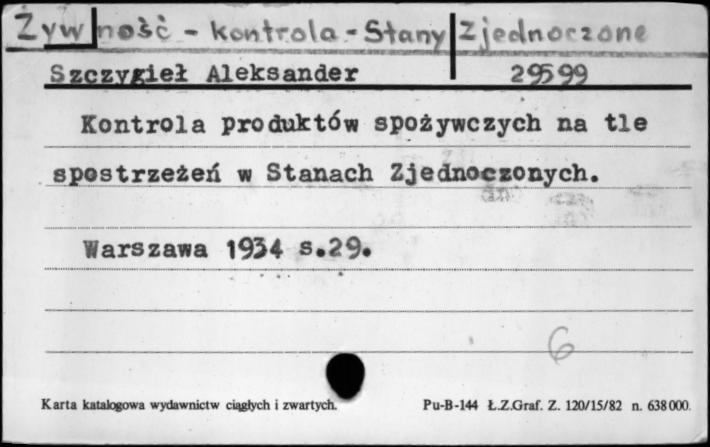 Żywność - kontrola - Stany Zjednoczone
Szczygieł Aleksander 29599
Kontrola produktów spożywczych na tle
spostrzeżeń w Stanach Zjednoczonych.
Warszawa 1934 s.29.
6
Karta katalogowa wydawnictw ciągłych i zwartych. Pu-B-144 Ł.Z.Graf. Z. 120/15/82 n. 638000.